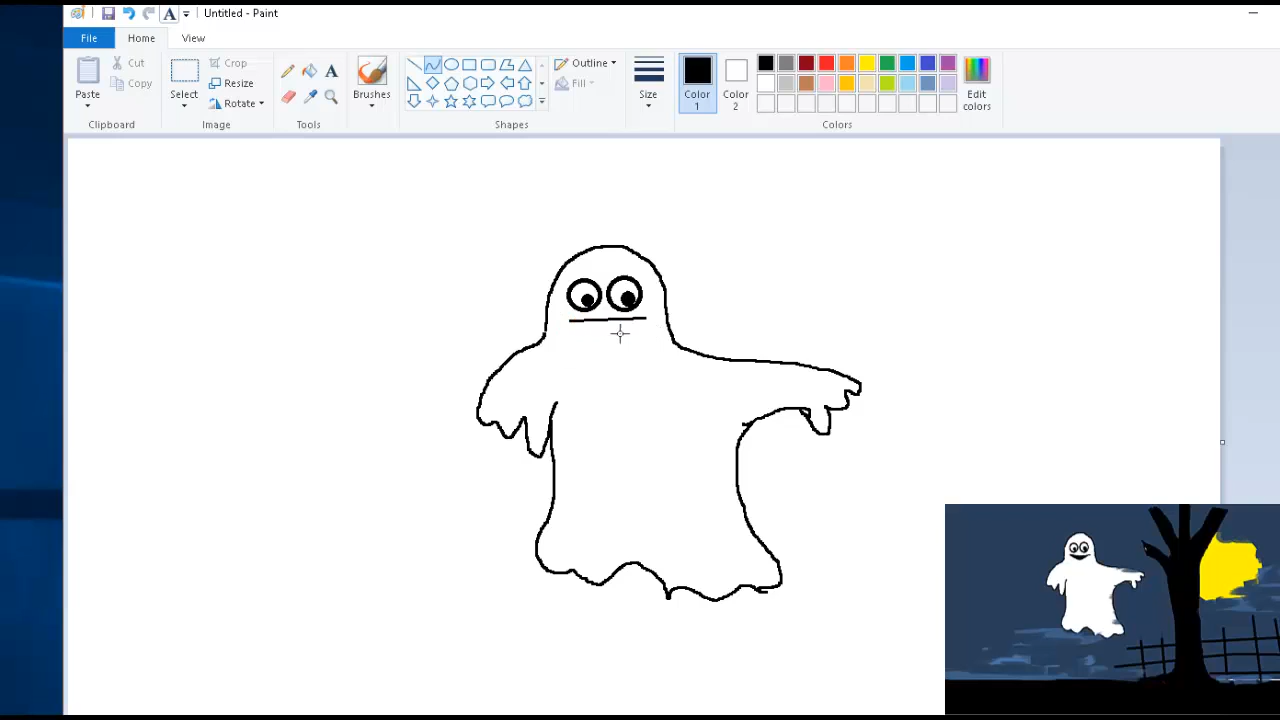 A Untitled - Paint
File Home View
Paste Cut Copy Clipboard
Select Crop Resize Rotate Image
A Tools
Brushes
Outline Fill Shapes
Size
Color 1 Color 2 Edit colors Colors